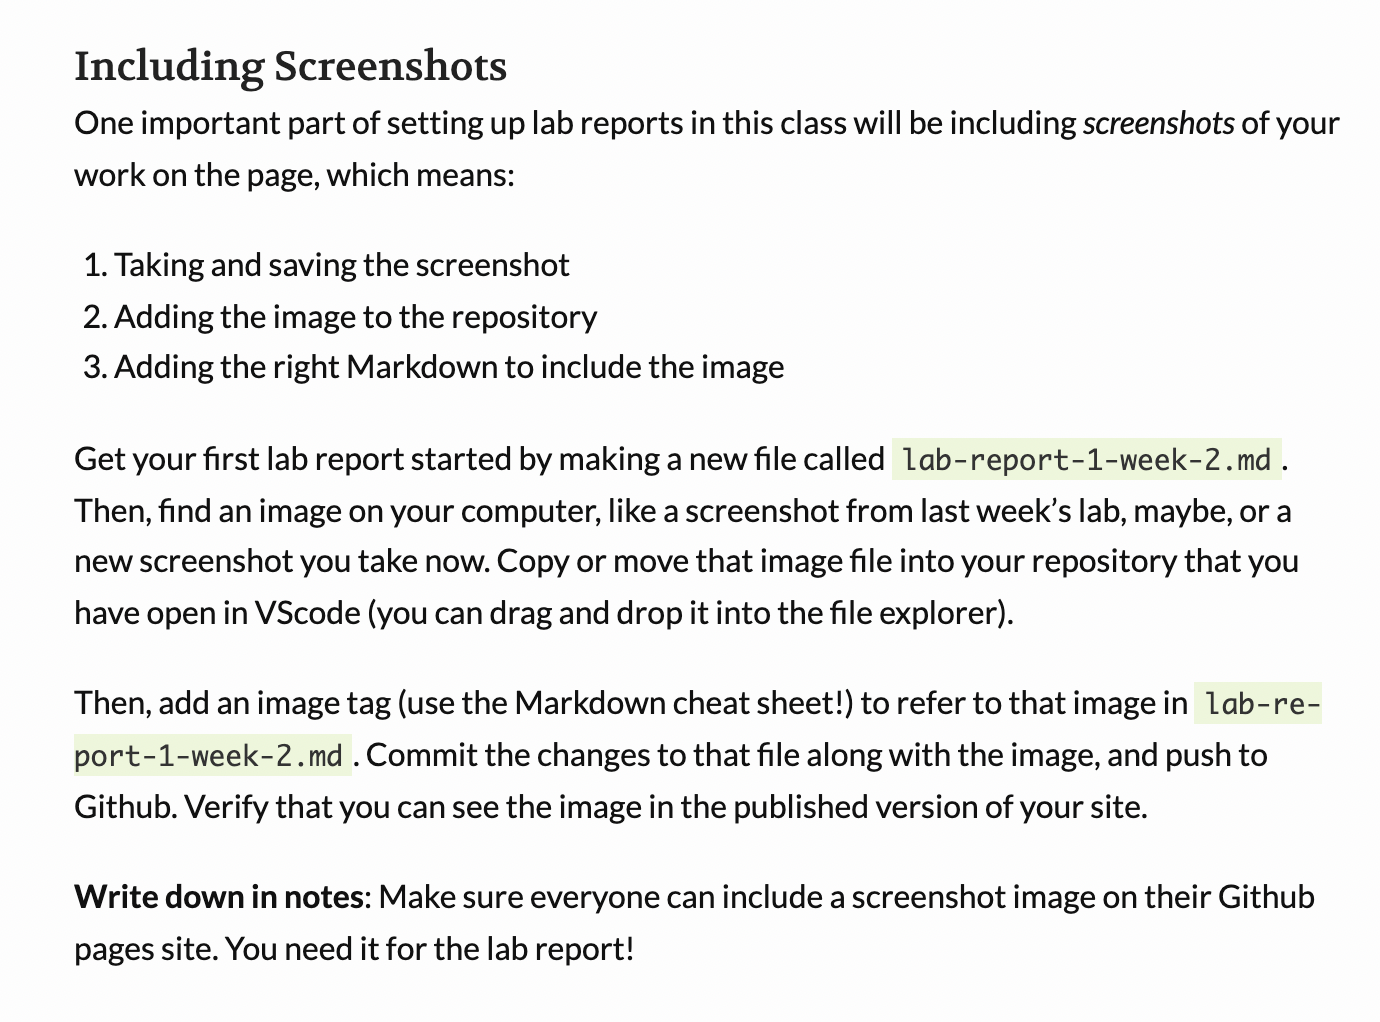 Including Screenshots
One important part of setting up lab reports in this class will be including screenshots of your
work on the page, which means:
1. Taking and saving the screenshot
2. Adding the image to the repository
3. Adding the right Markdown to include the image
Get your first lab report started by making a new file called lab-report-1-week-2.md.
Then, find an image on your computer, like a screenshot from last week’s lab, maybe, or a
new screenshot you take now. Copy or move that image file into your repository that you
have open in VScode (you can drag and drop it into the file explorer).
Then, add an image tag (use the Markdown cheat sheet!) to refer to that image in lab-re-
port-1-week-2.md. Commit the changes to that file along with the image, and push to
Github. Verify that you can see the image in the published version of your site.
Write down in notes: Make sure everyone can include a screenshot image on their Github
pages site. You need it for the lab report!